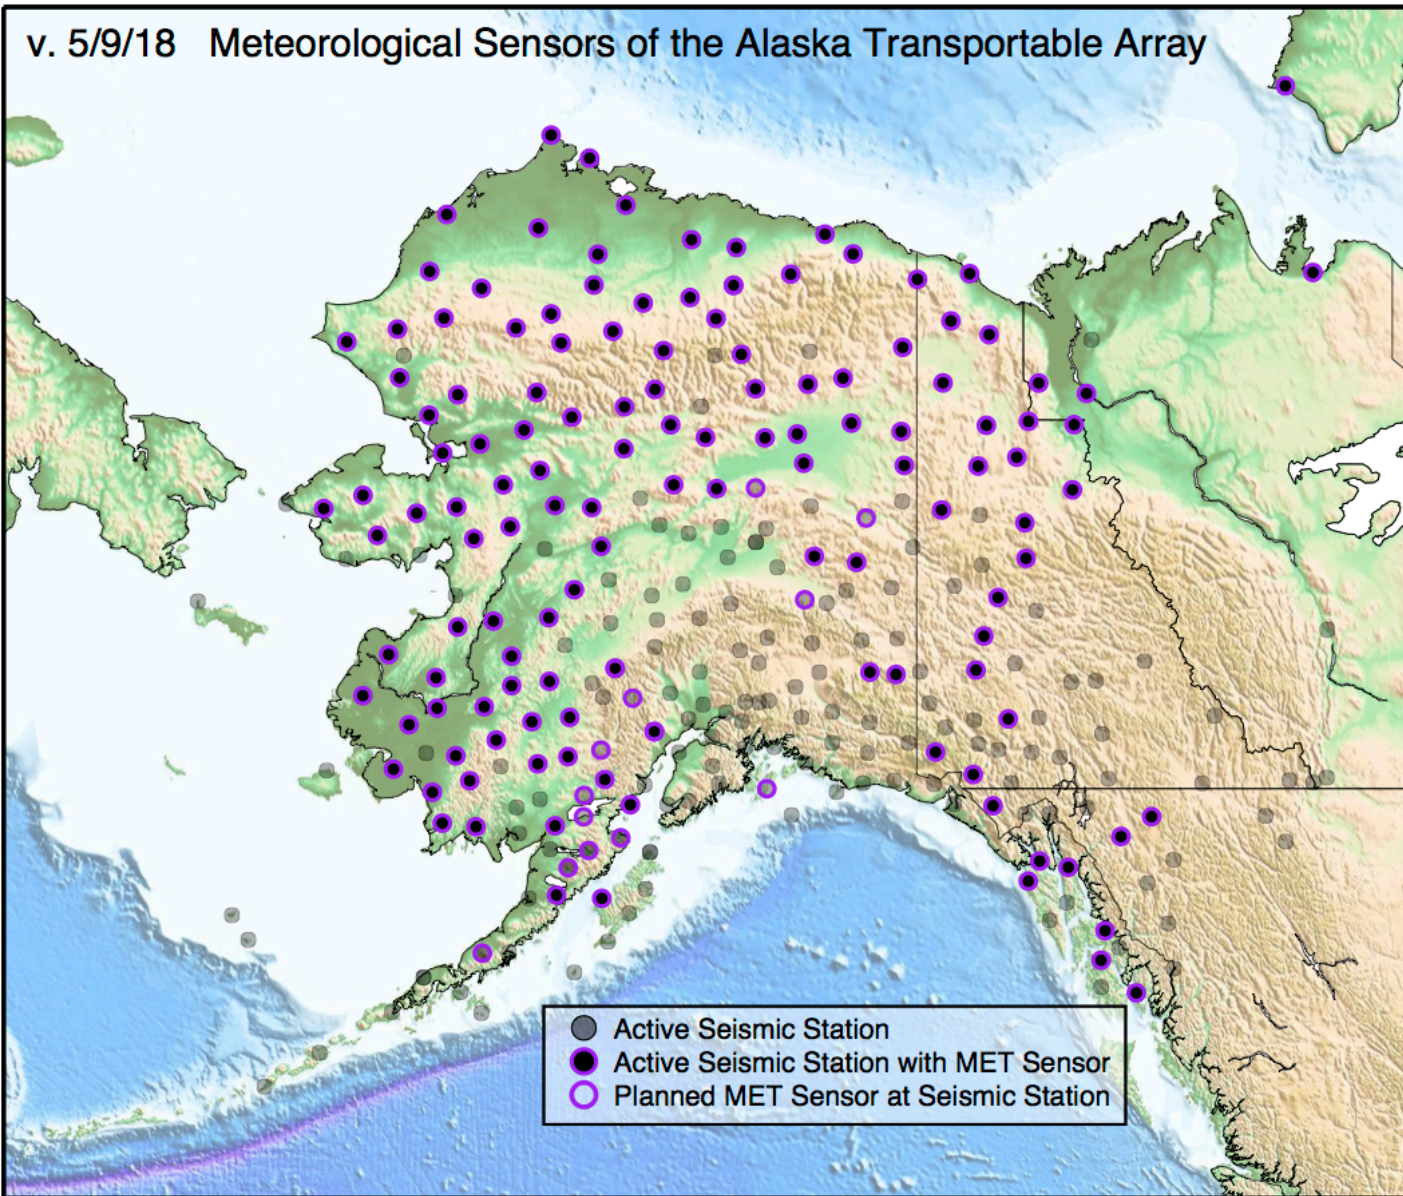 v. 5/9/18 Meteorological Sensors of the Alaska Transportable Array
Active Seismic Station
Active Seismic Station with MET Sensor
Planned MET Sensor at Seismic Station